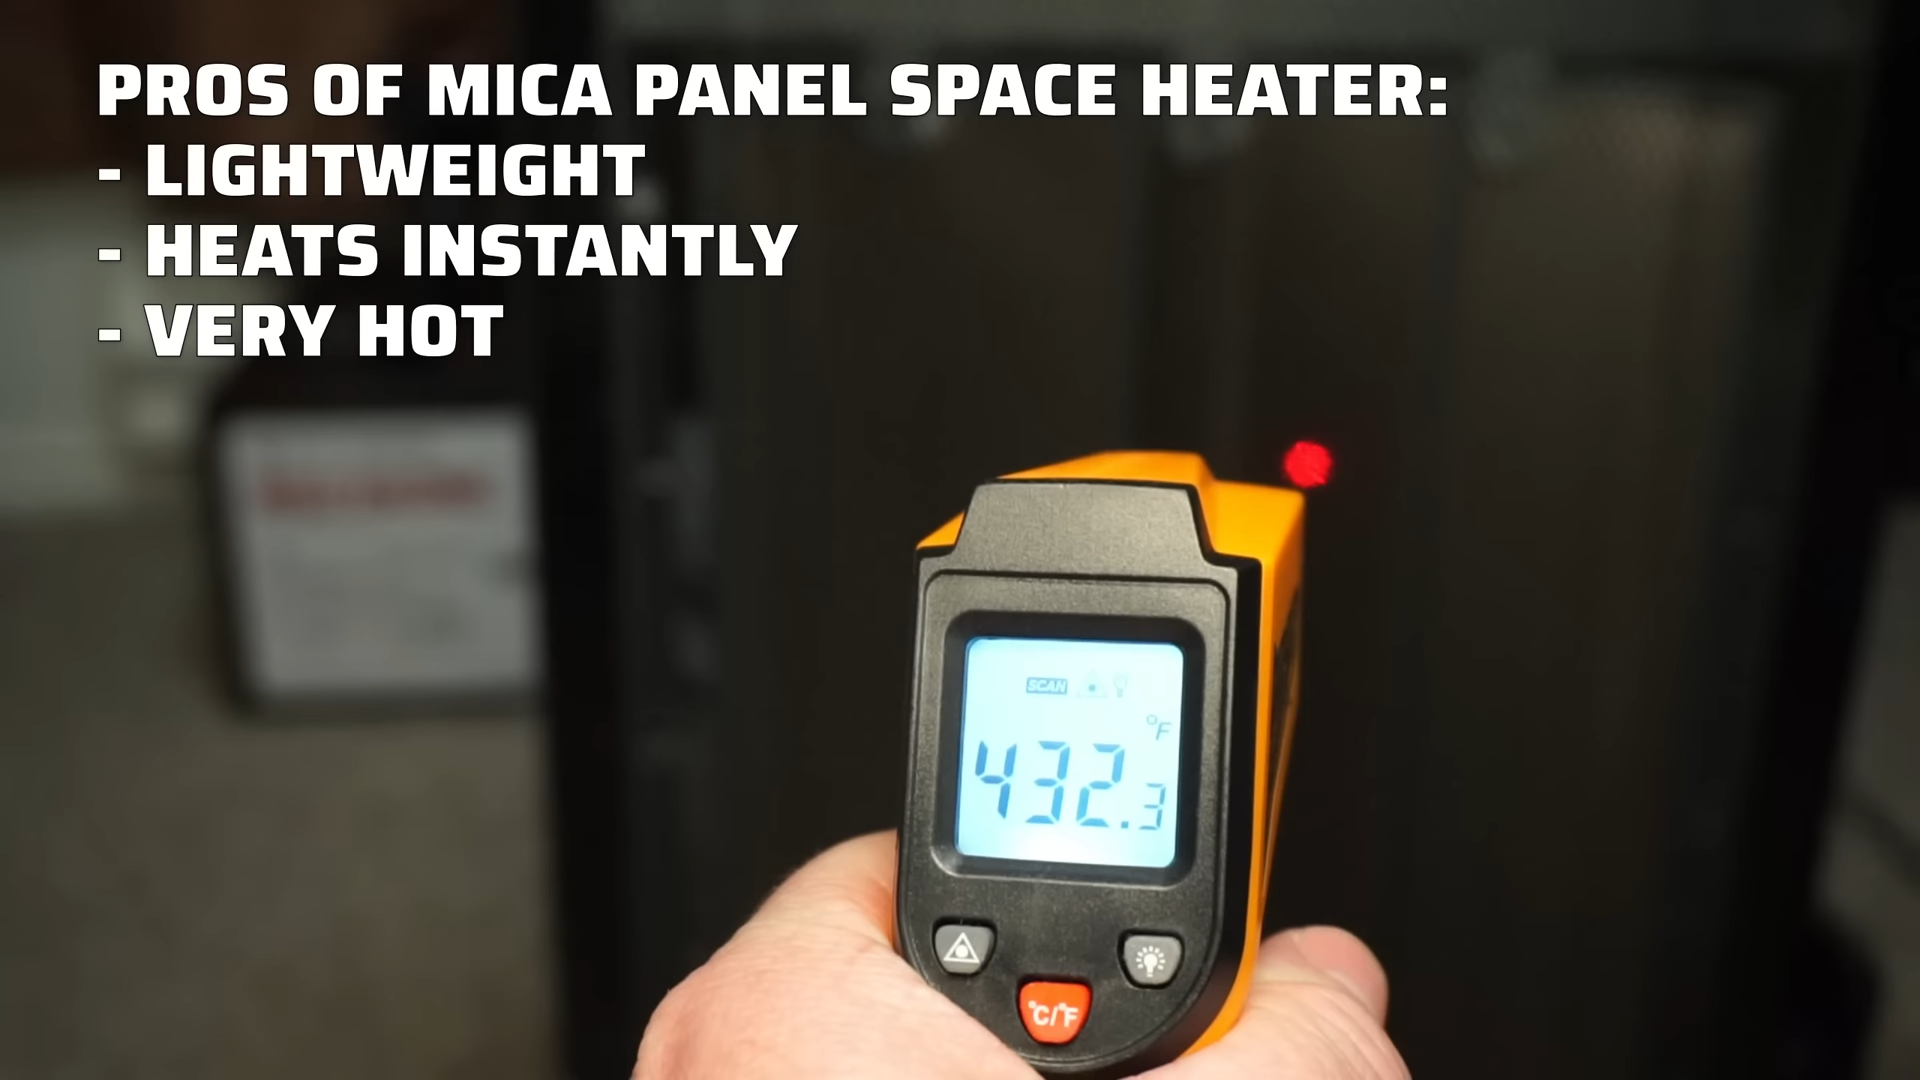 PROS OF MICA PANEL SPACE HEATER:
- LIGHTWEIGHT
- HEATS INSTANTLY
- VERY HOT
SCAN
°F
432.3
°C/°F